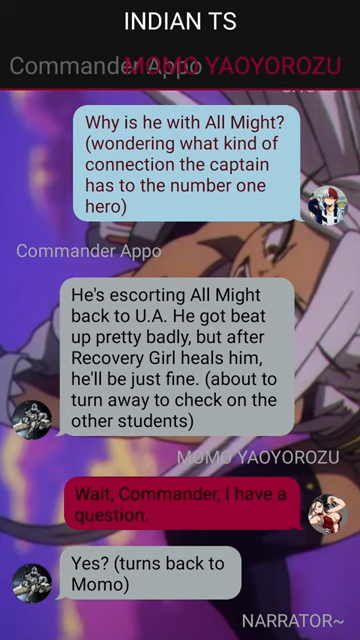 INDIAN TS
Commander Appo
MOMO YAOYOROZU
Why is he with All Might?
(wondering what kind of
connection the captain
has to the number one
hero)
Commander Appo
He's escorting All Might
back to U.A. He got beat
up pretty badly, but after
Recovery Girl heals him,
he'll be just fine. (about to
turn away to check on the
other students)
MOMO YAOYOROZU
Wait, Commander, I have a
question.
Yes? (turns back to
Momo)
NARRATOR~